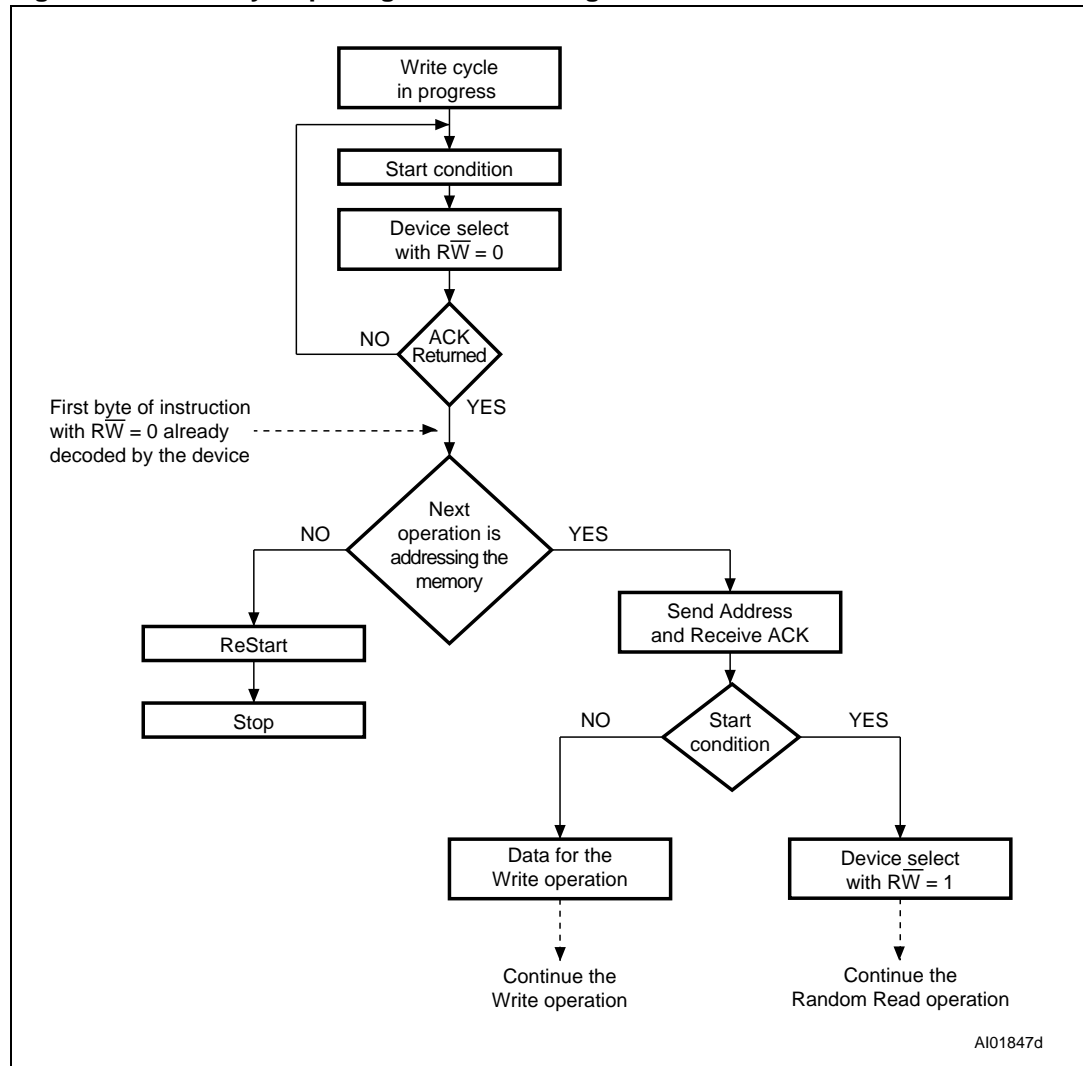 Write cycle
in progress
Start condition
Device select
with RW̅ = 0
ACK
Returned
NO
YES
First byte of instruction
with RW̅ = 0 already
decoded by the device
Next
operation is
addressing the
memory
NO
YES
ReStart
Stop
Send Address
and Receive ACK
Start
condition
NO
YES
Data for the
Write operation
Device select
with RW̅ = 1
Continue the
Write operation
Continue the
Random Read operation
AI01847d